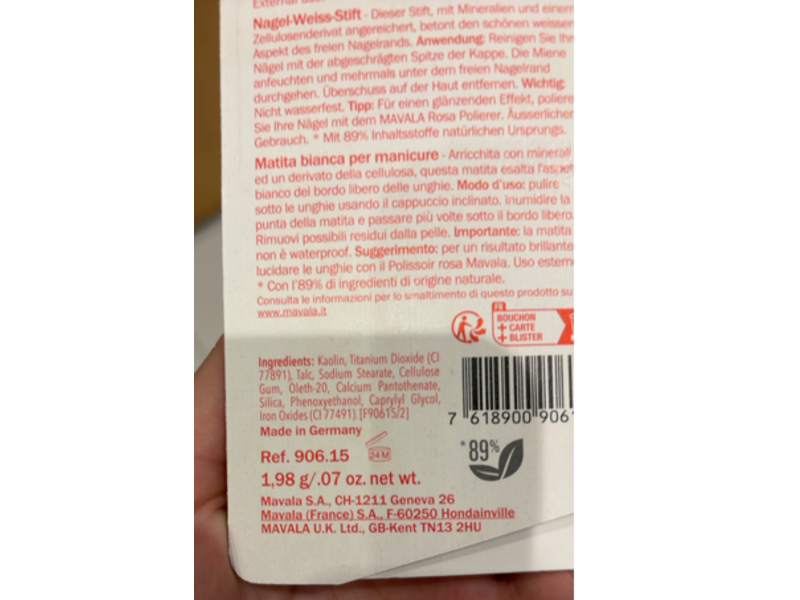 External use.
Nagel-Weiss-Stift - Dieser Stift, mit Mineralien und einem
Zellulosenderivat angereichert, betont den schönen weissen
Aspekt des freien Nagelrands. Anwendung: Reinigen Sie Ihre
Nägel mit der abgeschrägten Spitze der Kappe. Die Miene
anfeuchten und mehrmals unter dem freien Nagelrand
durchgehen. Überschuss auf der Haut entfernen. Wichtig:
Nicht wasserfest. Tipp: Für einen glänzenden Effekt, poliere
Sie Ihre Nägel mit dem MAVALA Rosa Polierer. Äusserlicher
Gebrauch. * Mit 89% Inhaltsstoffe natürlichen Ursprungs.
Matita bianca per manicure - Arricchita con minerali
ed un derivato della cellulosa, questa matita esalta l'aspet
bianco del bordo libero delle unghie. Modo d'uso: pulire
sotto le unghie usando il cappuccio inclinato. Inumidire la
punta della matita e passare più volte sotto il bordo libero.
Rimuovi possibili residui dalla pelle. Importante: la matita
non è waterproof. Suggerimento: per un risultato brillante
lucidare le unghie con il Polissoir rosa Mavala. Uso estern
* Con l'89% di ingredienti di origine naturale.
Consulta le informazioni per lo smaltimento di questo prodotto su
www.mavala.it
FR
BOUCHON
+ CARTE
+ BLISTER
Ingredients: Kaolin, Titanium Dioxide (CI
77891), Talc, Sodium Stearate, Cellulose
Gum, Oleth-20, Calcium Pantothenate,
Silica, Phenoxyethanol, Caprylyl Glycol,
Iron Oxides (CI 77491). [F90615/2]
Made in Germany
7 618900 906
Ref. 906.15
24 M
*89%
1,98 g/.07 oz. net wt.
Mavala S.A., CH-1211 Geneva 26
Mavala (France) S.A., F-60250 Hondainville
MAVALA U.K. Ltd., GB-Kent TN13 2HU